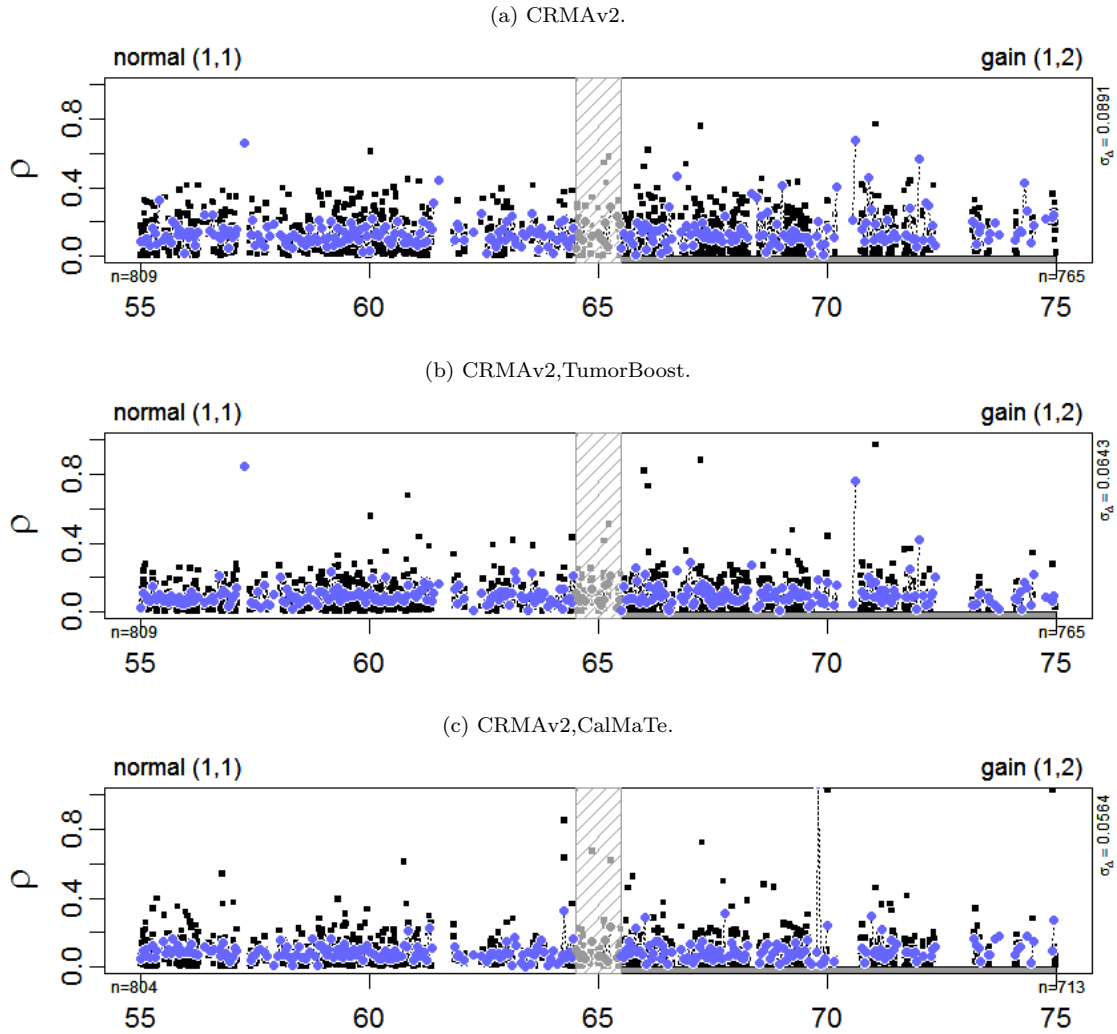 (a) CRMAv2.
normal (1,1) gain (1,2)
ρ
0.0 0.4 0.8
σΔ = 0.0891
n=809 n=765
55 60 65 70 75
(b) CRMAv2,TumorBoost.
normal (1,1) gain (1,2)
ρ
0.0 0.4 0.8
σΔ = 0.0643
n=809 n=765
55 60 65 70 75
(c) CRMAv2,CalMaTe.
normal (1,1) gain (1,2)
ρ
0.0 0.4 0.8
σΔ = 0.0564
n=804 n=713
55 60 65 70 75